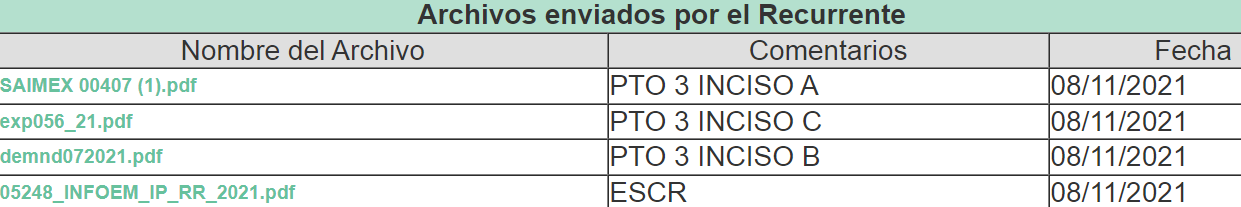 Archivos enviados por el Recurrente
Nombre del Archivo Comentarios Fecha
SAIMEX 00407 (1).pdf PTO 3 INCISO A 08/11/2021
exp056_21.pdf PTO 3 INCISO C 08/11/2021
demnd072021.pdf PTO 3 INCISO B 08/11/2021
05248_INFOEM_IP_RR_2021.pdf ESCR 08/11/2021